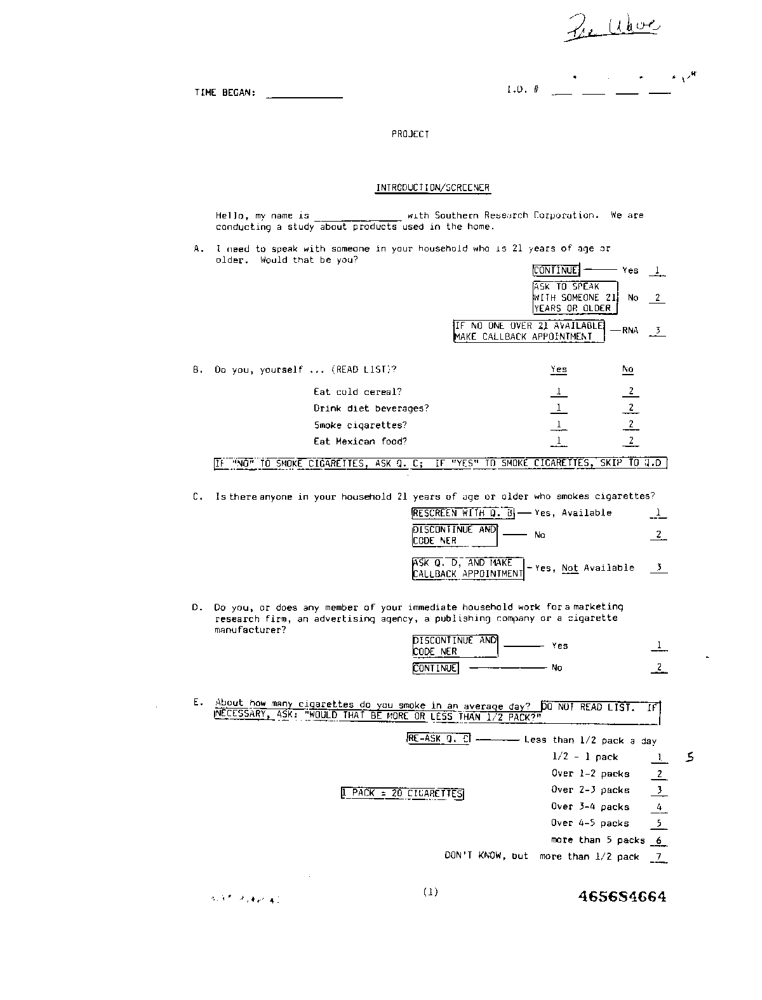 TIME BEGAN: ____________ I.D. # ___ ___ ___ ___
PROJECT
INTRODUCTION/SCREENER
Hello, my name is ______________ with Southern Research Corporation. We are
conducting a study about products used in the home.
A. I need to speak with someone in your household who is 21 years of age or
older. Would that be you?
CONTINUE Yes 1
ASK TO SPEAK
WITH SOMEONE 21 No 2
YEARS OR OLDER
IF NO ONE OVER 21 AVAILABLE
MAKE CALLBACK APPOINTMENT RNA 3
B. Do you, yourself ... (READ LIST)? Yes No
Eat cold cereal? 1 2
Drink diet beverages? 1 2
Smoke cigarettes? 1 2
Eat Mexican food? 1 2
IF "NO" TO SMOKE CIGARETTES, ASK Q. C; IF "YES" TO SMOKE CIGARETTES, SKIP TO Q.D
C. Is there anyone in your household 21 years of age or older who smokes cigarettes?
RESCREEN WITH Q. B Yes, Available 1
DISCONTINUE AND
CODE NER No 2
ASK Q. D, AND MAKE
CALLBACK APPOINTMENT Yes, Not Available 3
D. Do you, or does any member of your immediate household work for a marketing
research firm, an advertising agency, a publishing company or a cigarette
manufacturer?
DISCONTINUE AND
CODE NER Yes 1
CONTINUE No 2
E. About how many cigarettes do you smoke in an average day? DO NOT READ LIST. IF
NECESSARY, ASK: "WOULD THAT BE MORE OR LESS THAN 1/2 PACK?"
RE-ASK Q. C Less than 1/2 pack a day
1/2 - 1 pack 1 5
Over 1-2 packs 2
1 PACK = 20 CIGARETTES Over 2-3 packs 3
Over 3-4 packs 4
Over 4-5 packs 5
more than 5 packs 6
DON'T KNOW, but more than 1/2 pack 7
(1) 465684664